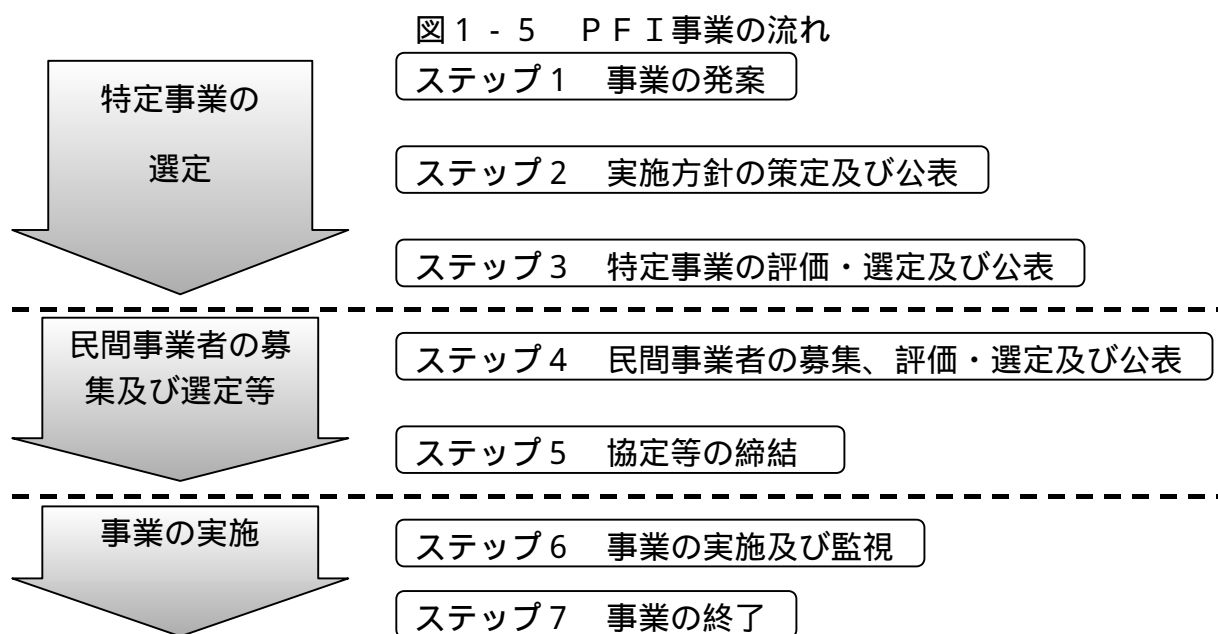 図1-5 PFI事業の流れ
特定事業の
選定
ステップ1 事業の発案
ステップ2 実施方針の策定及び公表
ステップ3 特定事業の評価・選定及び公表
民間事業者の募
集及び選定等
ステップ4 民間事業者の募集、評価・選定及び公表
ステップ5 協定等の締結
事業の実施
ステップ6 事業の実施及び監視
ステップ7 事業の終了